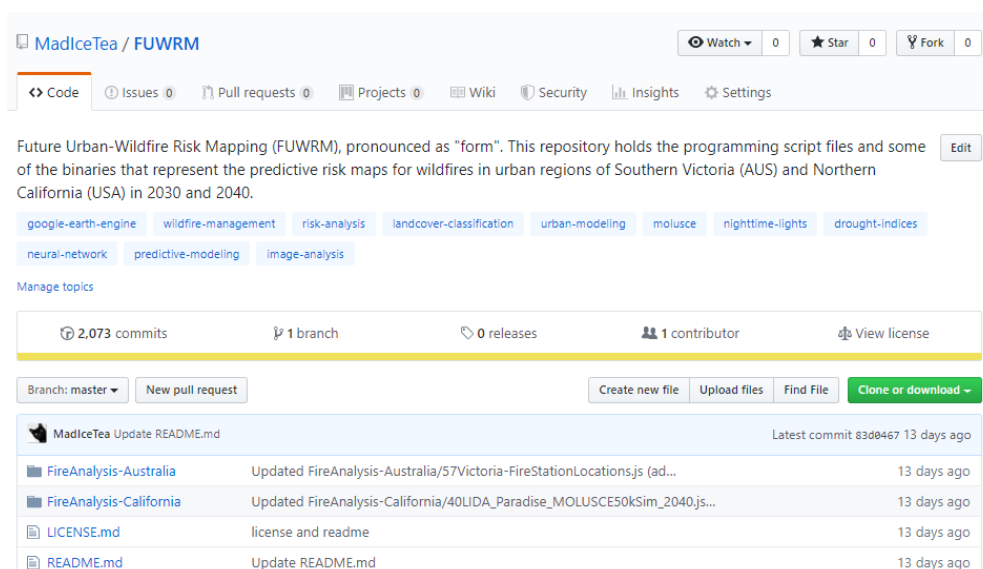 MadIceTea / FUWRM
Watch 0 Star 0 Fork 0
Code Issues 0 Pull requests 0 Projects 0 Wiki Security Insights Settings
Future Urban-Wildfire Risk Mapping (FUWRM), pronounced as "form". This repository holds the programming script files and some
of the binaries that represent the predictive risk maps for wildfires in urban regions of Southern Victoria (AUS) and Northern
California (USA) in 2030 and 2040.
Edit
google-earth-engine wildfire-management risk-analysis landcover-classification urban-modeling molusce nighttime-lights drought-indices
neural-network predictive-modeling image-analysis
Manage topics
2,073 commits 1 branch 0 releases 1 contributor View license
Branch: master New pull request Create new file Upload files Find File Clone or download
MadIceTea Update README.md Latest commit 83d0467 13 days ago
FireAnalysis-Australia Updated FireAnalysis-Australia/57Victoria-FireStationLocations.js (ad... 13 days ago
FireAnalysis-California Updated FireAnalysis-California/40LIDA_Paradise_MOLUSCE50kSim_2040.js... 13 days ago
LICENSE.md license and readme 13 days ago
README.md Update README.md 13 days ago